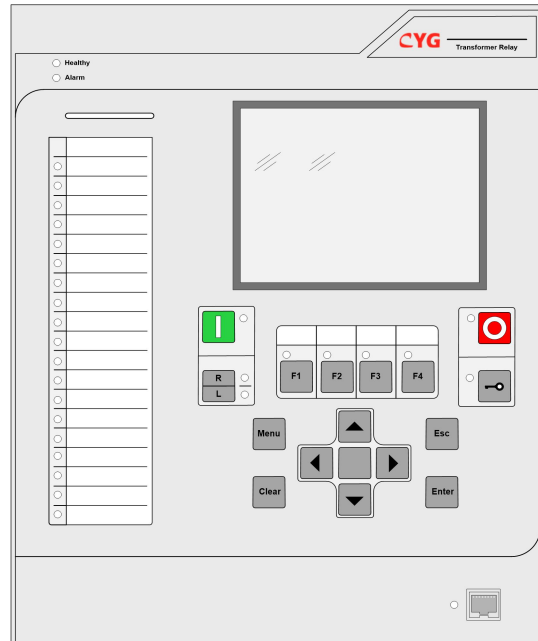 CYG
Transformer Relay
Healthy
Alarm
R
L
F1 F2 F3 F4
Menu
Esc
Clear
Enter